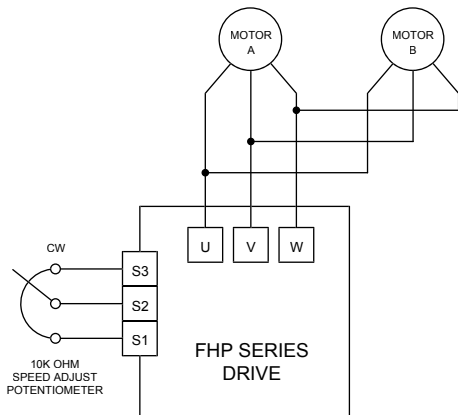 MOTOR
A
MOTOR
B
U
V
W
CW
S3
S2
S1
FHP SERIES
DRIVE
10K OHM
SPEED ADJUST
POTENTIOMETER